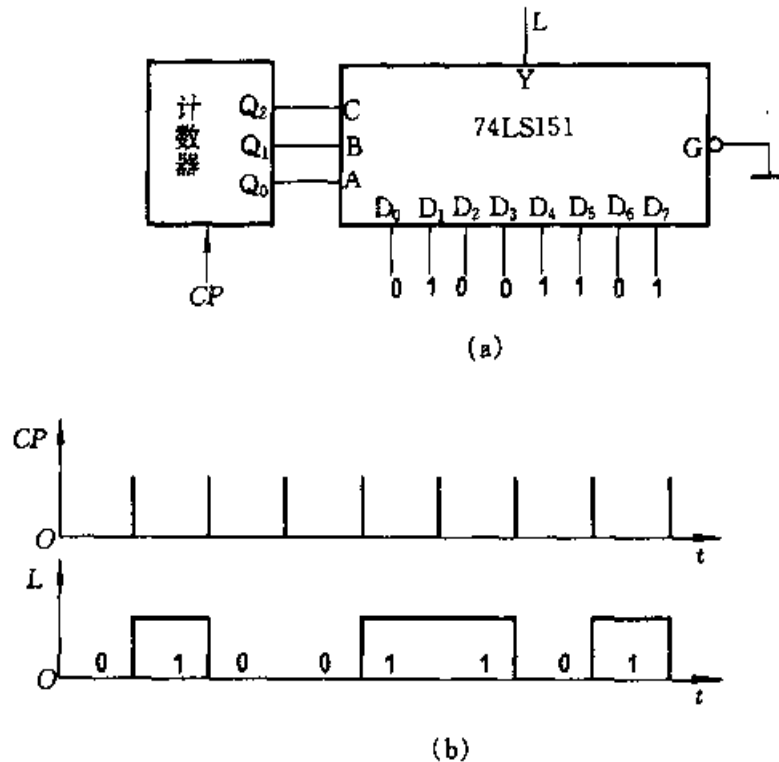 L
Y
计数器 Q₂ C 74LS151
Q₁ B G
Q₀ A
D₀ D₁ D₂ D₃ D₄ D₅ D₆ D₇
CP 0 1 0 0 1 1 0 1
(a)
CP
O t
L
0 1 0 0 1 1 0 1
O t
(b)